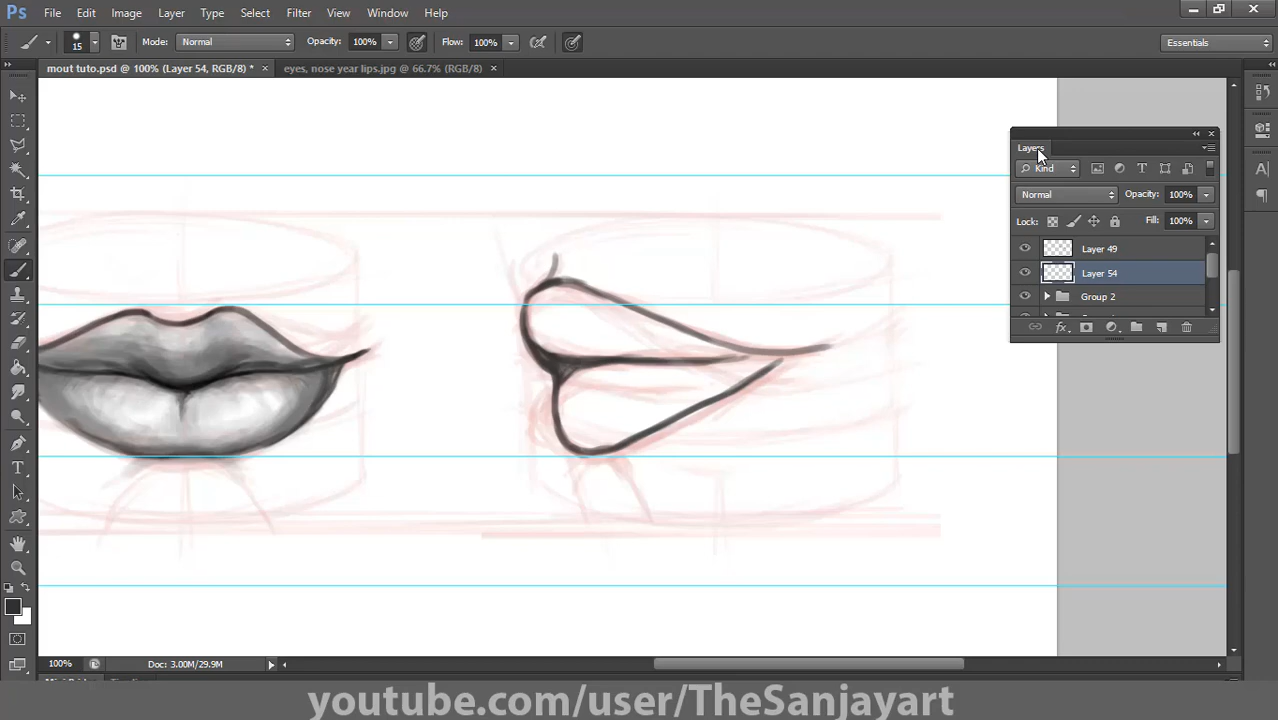 Ps File Edit Image Layer Type Select Filter 3D View Window Help
15 Mode: Normal Opacity: 100% Flow: 100% Essentials
mout tuto.psd @ 100% (Layer 54, RGB/8) * × eyes, nose year lips.jpg @ 66.7% (RGB/8) ×
Layers
Kind
Normal Opacity: 100%
Lock: Fill: 100%
Layer 49
Layer 54
Group 2
100% Doc: 3.00M/29.9M
youtube.com/user/TheSanjayart